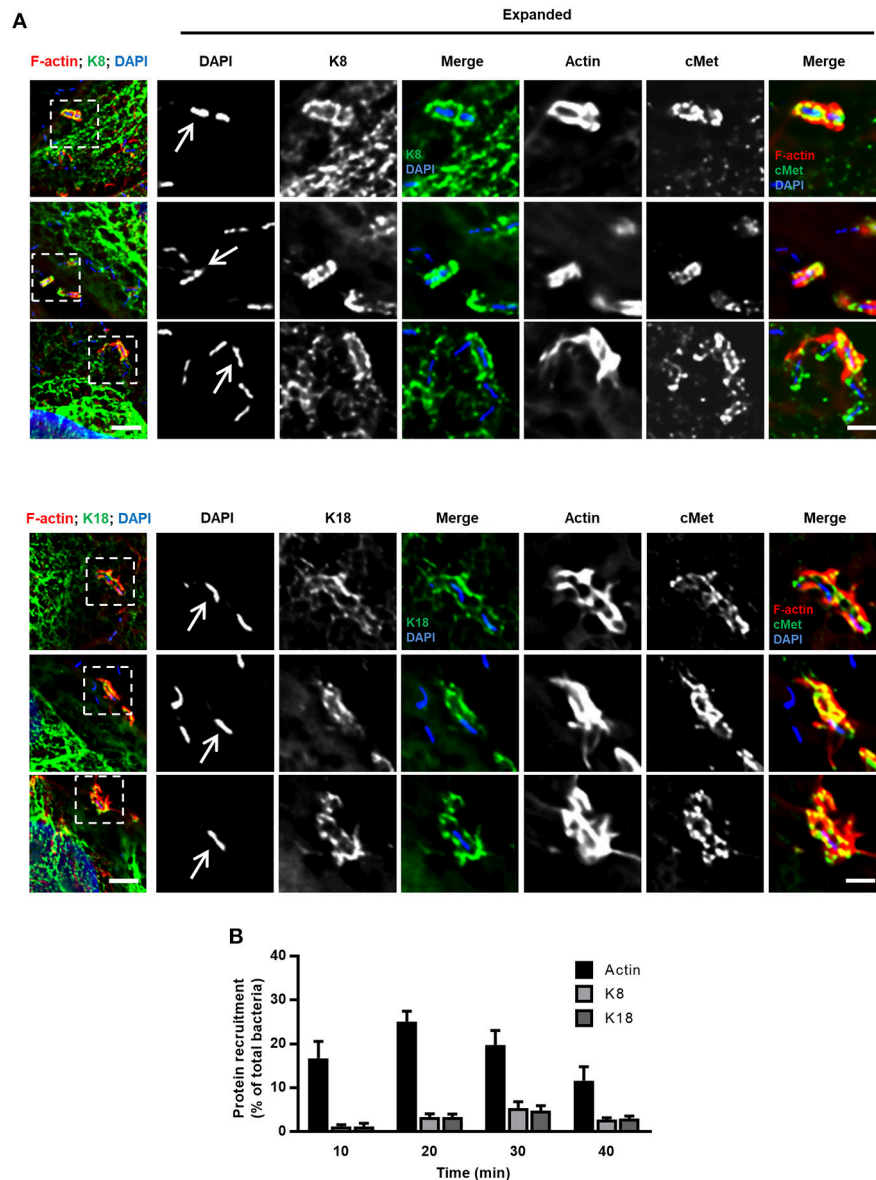 A
Expanded
F-actin; K8; DAPI DAPI K8 Merge Actin cMet Merge
K8
DAPI
F-actin
cMet
DAPI
F-actin; K18; DAPI DAPI K18 Merge Actin cMet Merge
K18
DAPI
F-actin
cMet
DAPI
B
Protein recruitment
(% of total bacteria)
40
30
20
10
0
Actin
K8
K18
10 20 30 40
Time (min)